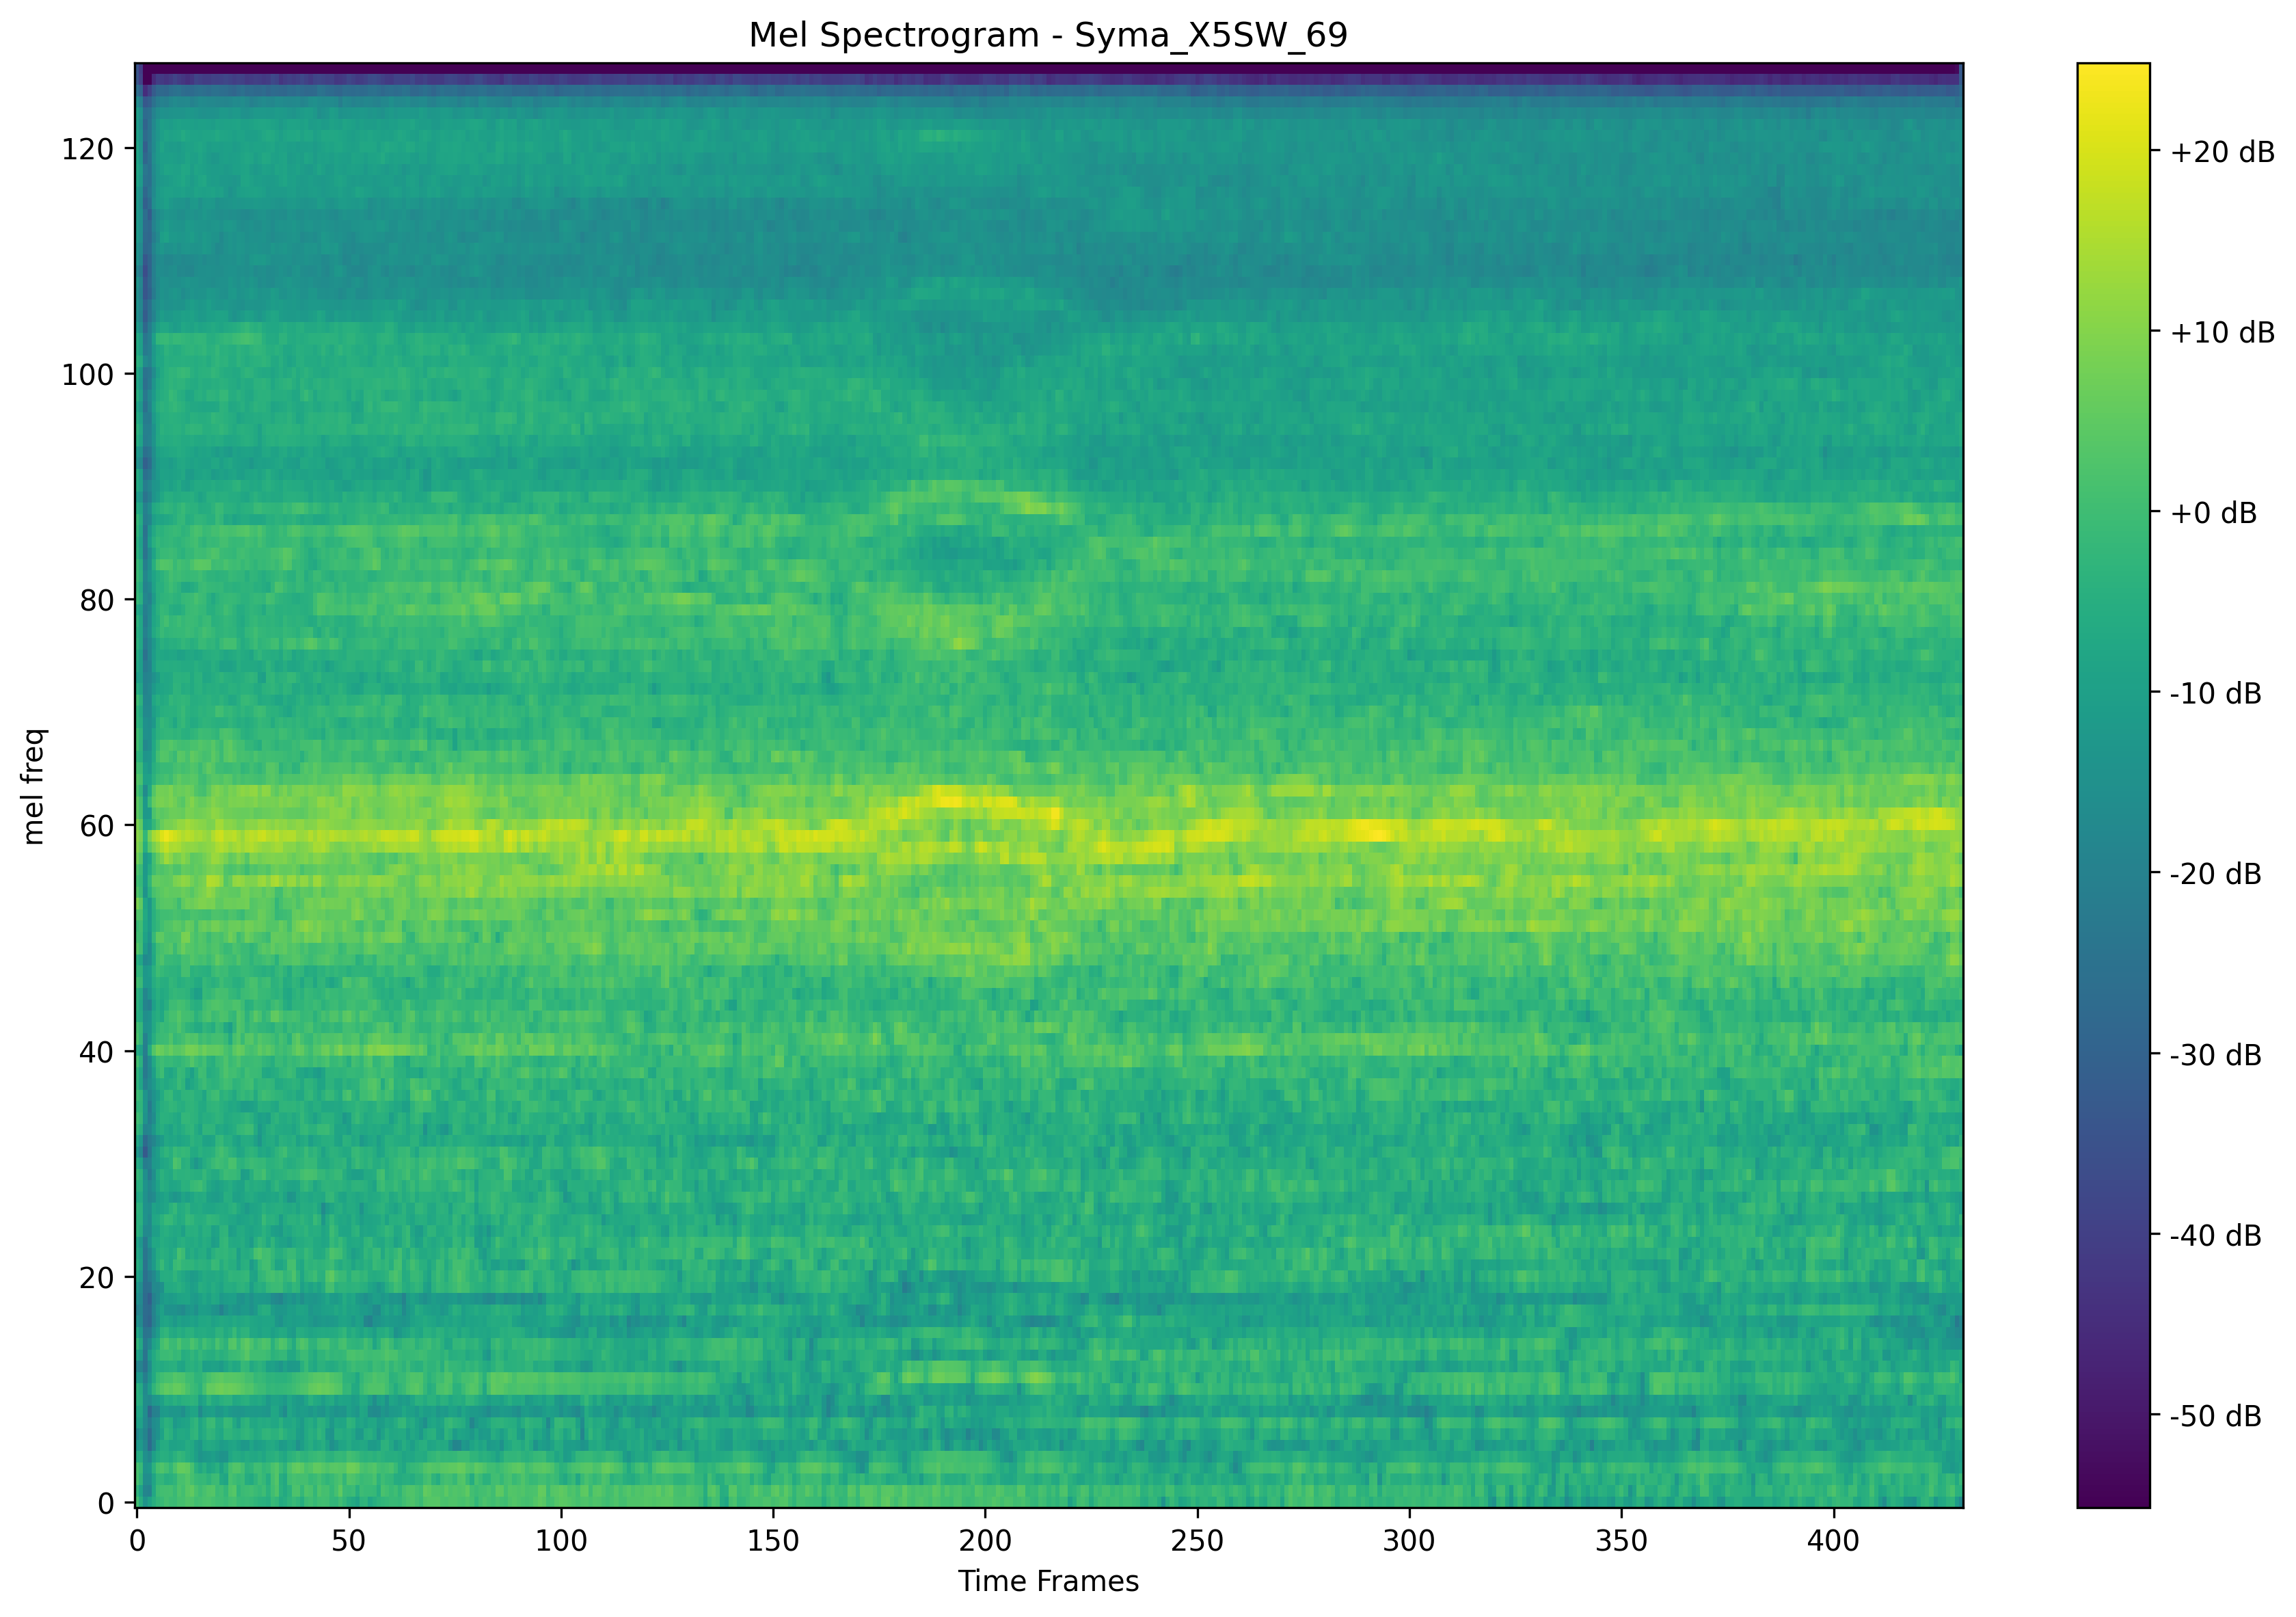 Mel Spectrogram - Syma_X5SW_69
mel freq
120
100
80
60
40
20
0
0 50 100 150 200 250 300 350 400
Time Frames
+20 dB
+10 dB
+0 dB
-10 dB
-20 dB
-30 dB
-40 dB
-50 dB